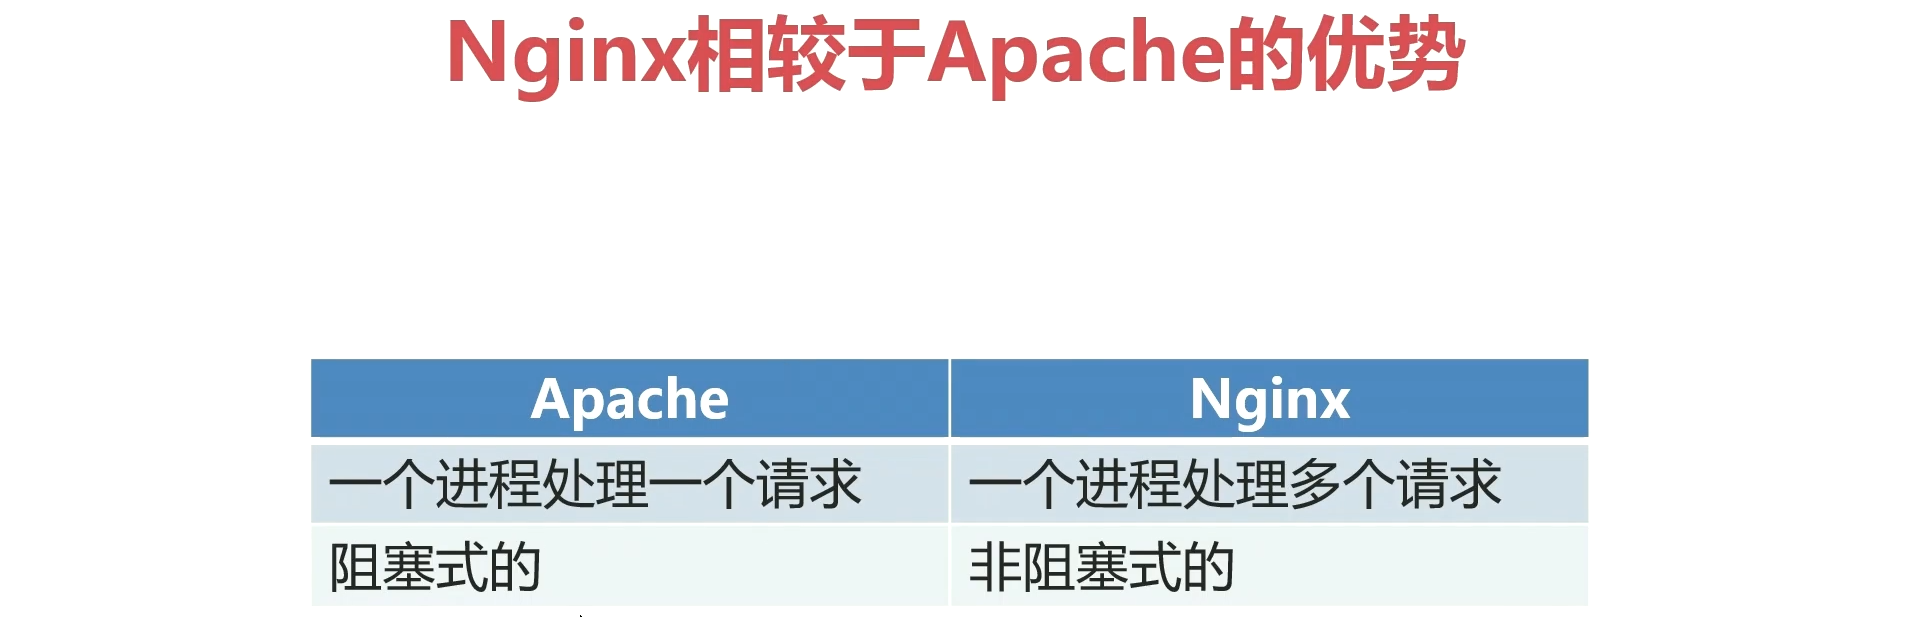 Nginx相较于Apache的优势
Apache
Nginx
一个进程处理一个请求
一个进程处理多个请求
阻塞式的
非阻塞式的